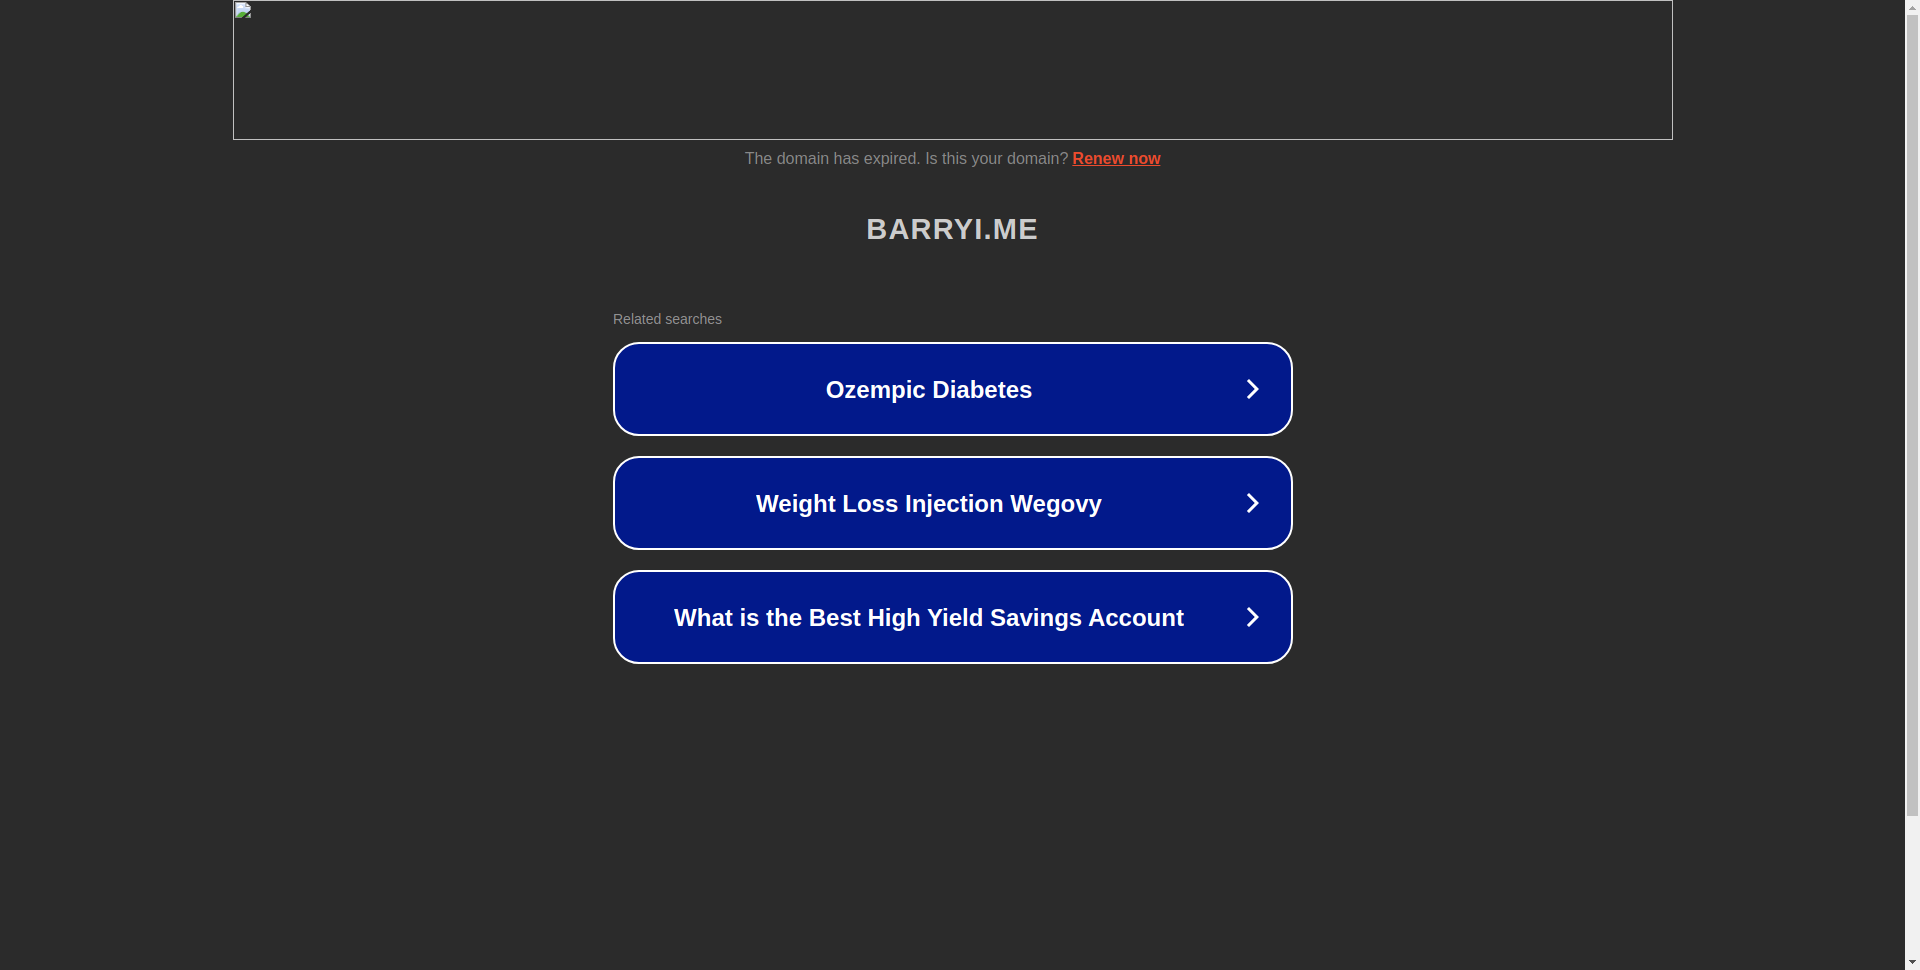 The domain has expired. Is this your domain? Renew now
BARRYI.ME
Related searches
Ozempic Diabetes
Weight Loss Injection Wegovy
What is the Best High Yield Savings Account